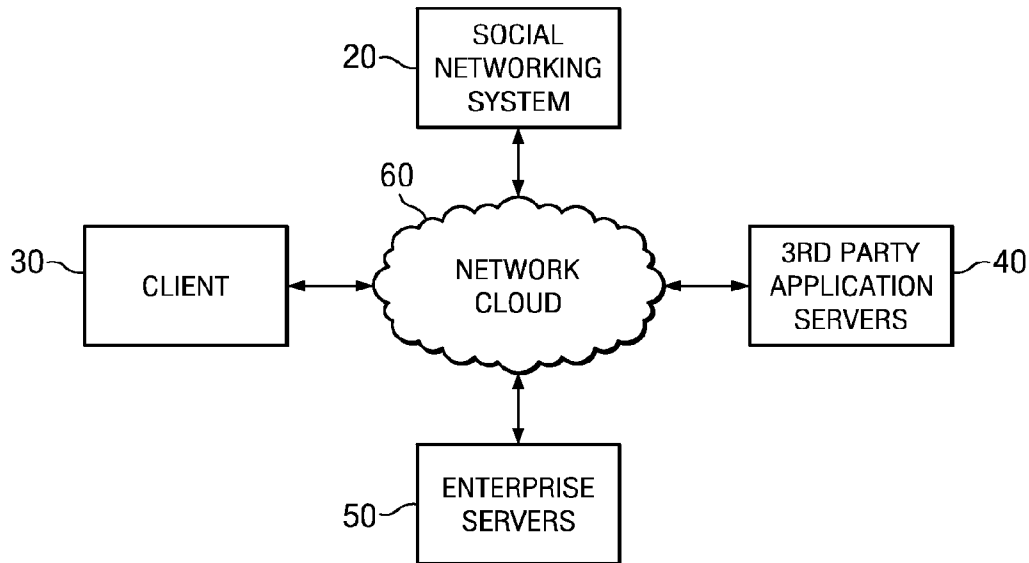 20
SOCIAL
NETWORKING
SYSTEM
60
30
CLIENT
NETWORK
CLOUD
3RD PARTY
APPLICATION
SERVERS
40
50
ENTERPRISE
SERVERS